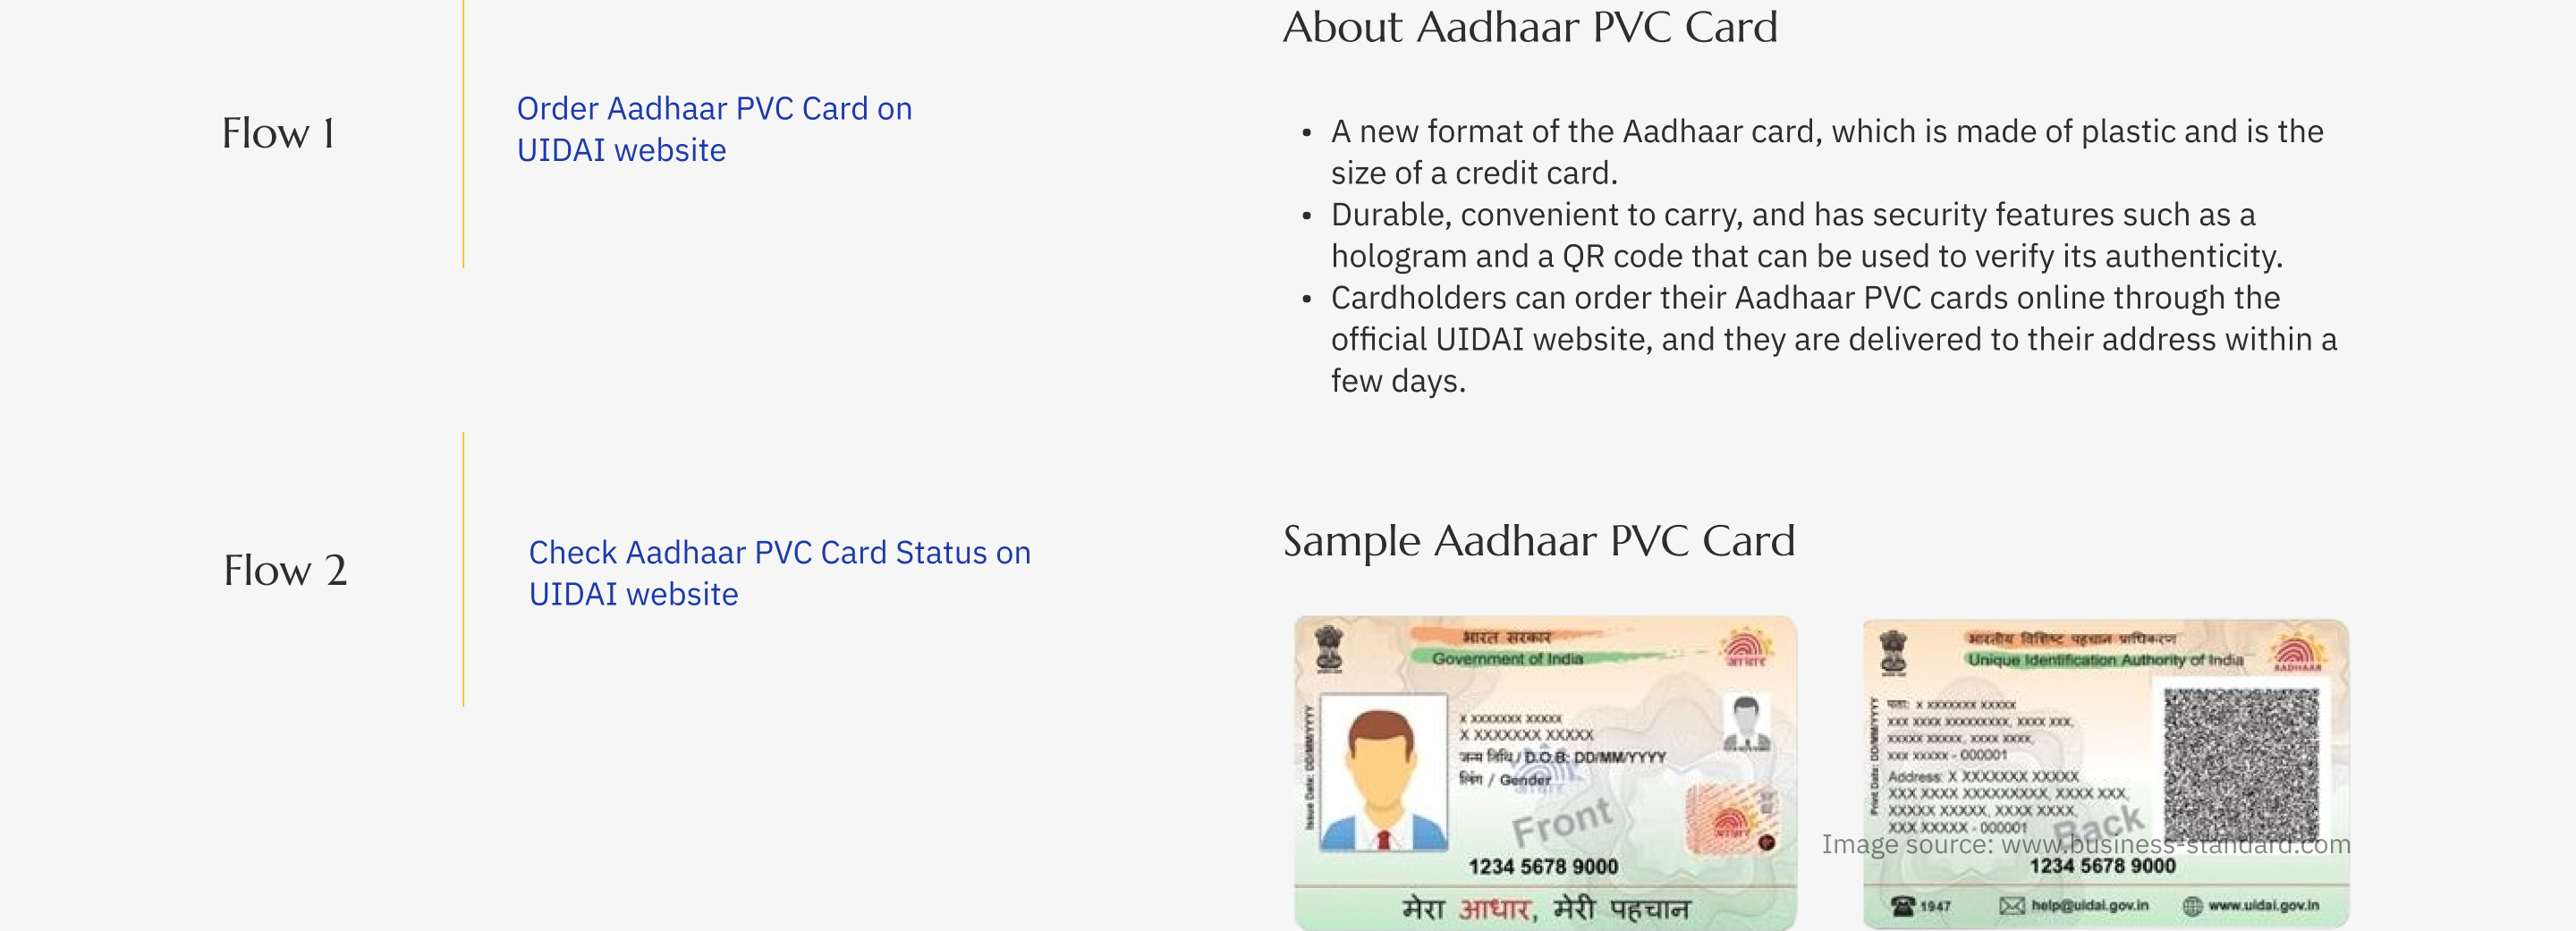 About Aadhaar PVC Card
Flow 1
Order Aadhaar PVC Card on
UIDAI website
• A new format of the Aadhaar card, which is made of plastic and is the
size of a credit card.
• Durable, convenient to carry, and has security features such as a
hologram and a QR code that can be used to verify its authenticity.
• Cardholders can order their Aadhaar PVC cards online through the
official UIDAI website, and they are delivered to their address within a
few days.
Flow 2
Check Aadhaar PVC Card Status on
UIDAI website
Sample Aadhaar PVC Card
भारत सरकार
Government of India
आधार
Issue Date: DD/MM/YYYY
X XXXXXXX XXXXX
X XXXXXXXX XXXXX
जन्म तिथि / D.O.B: DD/MM/YYYY
लिंग / Gender
आधार
Front
1234 5678 9000
मेरा आधार, मेरी पहचान
भारतीय विशिष्ट पहचान प्राधिकरण
Unique Identification Authority of India
AADHAAR
Print Date: DD/MM/YYYY
पता: X XXXXXXX XXXXX
XXX XXXX XXXXXXXXX, XXXX XXX,
XXXXX XXXXX, XXXX XXXX,
XXX XXXXX - 000001
Address: X XXXXXXX XXXXX
XXX XXXX XXXXXXXXX, XXXX XXX,
XXXXX XXXXX, XXXX XXXX,
XXX XXXXX - 000001
Back
Image source: www.business-standard.com
1234 5678 9000
1947
help@uidai.gov.in
www.uidai.gov.in